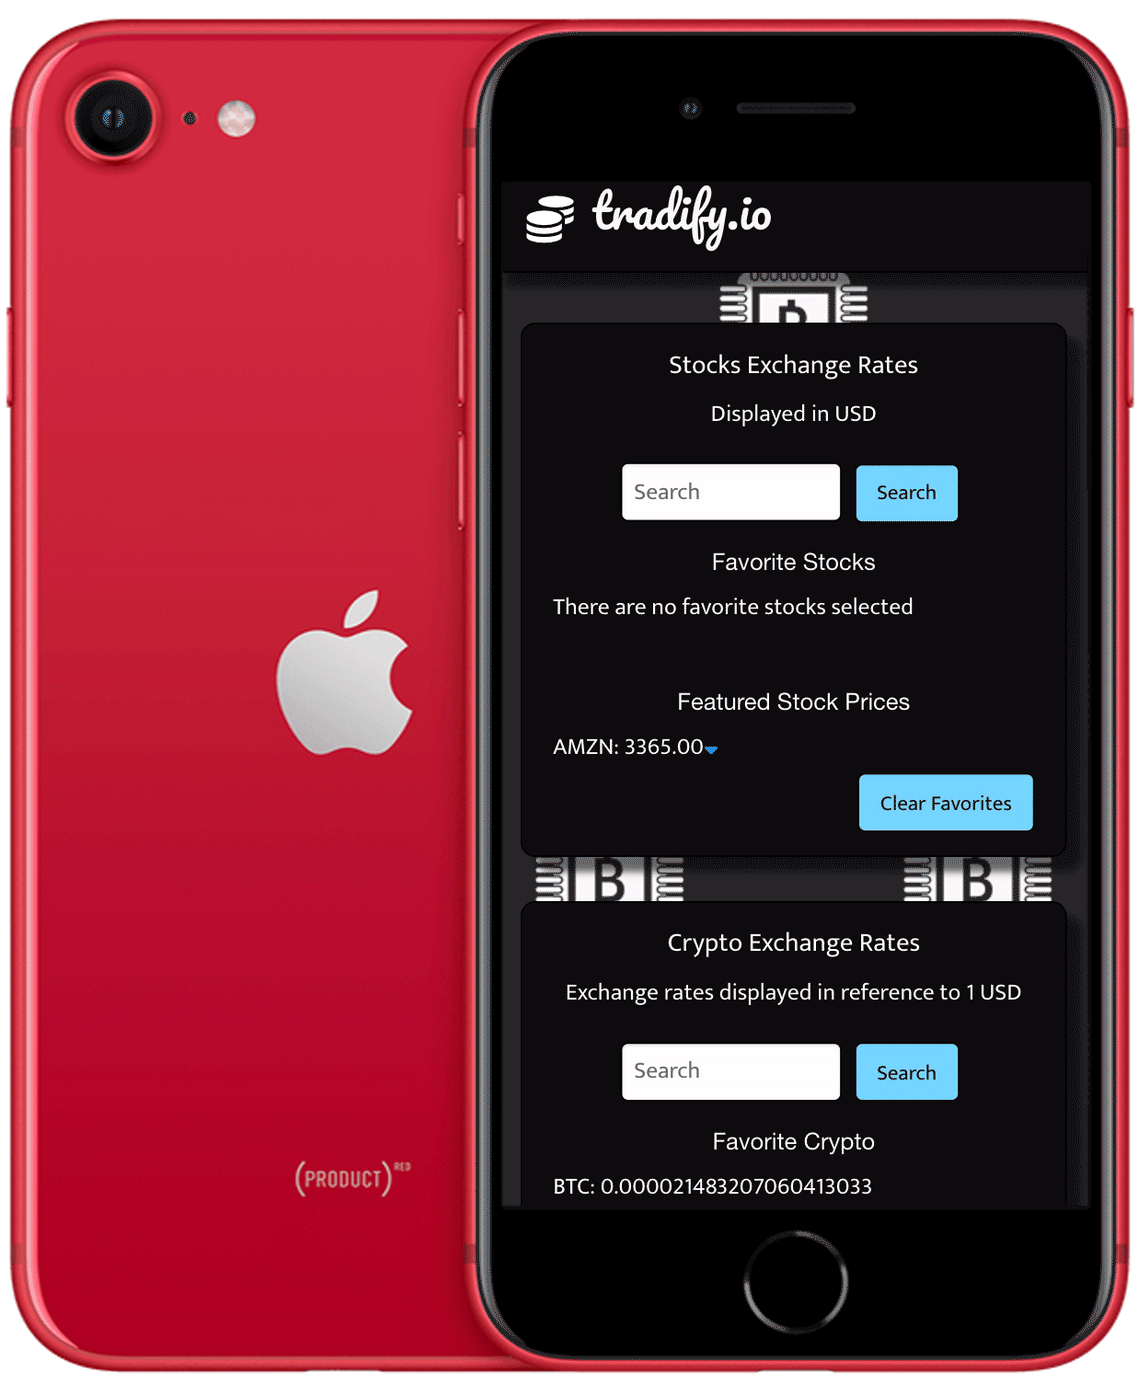 tradify.io
Stocks Exchange Rates
Displayed in USD
Search
Search
Favorite Stocks
There are no favorite stocks selected
Featured Stock Prices
AMZN: 3365.00
Clear Favorites
B
B
Crypto Exchange Rates
Exchange rates displayed in reference to 1 USD
Search
Search
Favorite Crypto
BTC: 0.000021483207060413033
(PRODUCT)RED